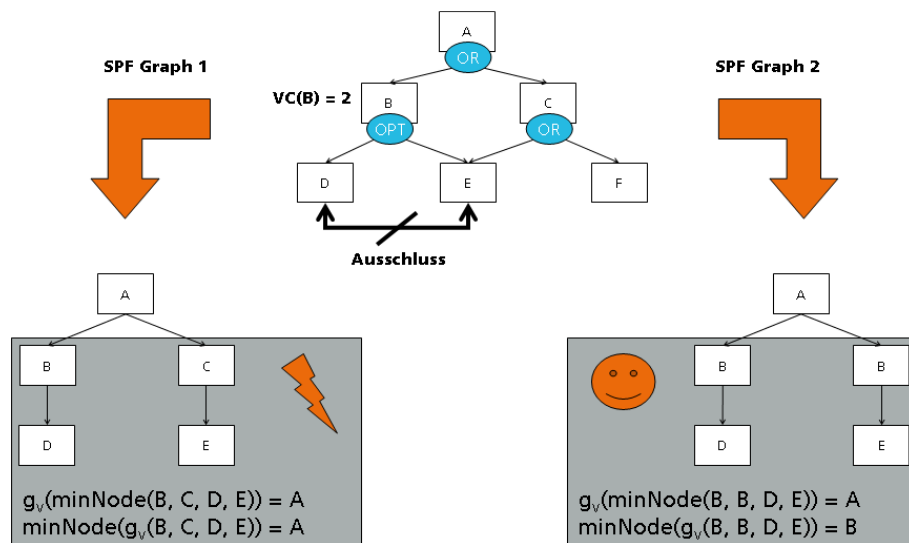 A
OR
SPF Graph 1
SPF Graph 2
VC(B) = 2
B
C
OPT
OR
D
E
F
Ausschluss
A
A
B
C
B
B
D
E
D
E
gᵥ(minNode(B, C, D, E)) = A
minNode(gᵥ(B, C, D, E)) = A
gᵥ(minNode(B, B, D, E)) = A
minNode(gᵥ(B, B, D, E)) = B